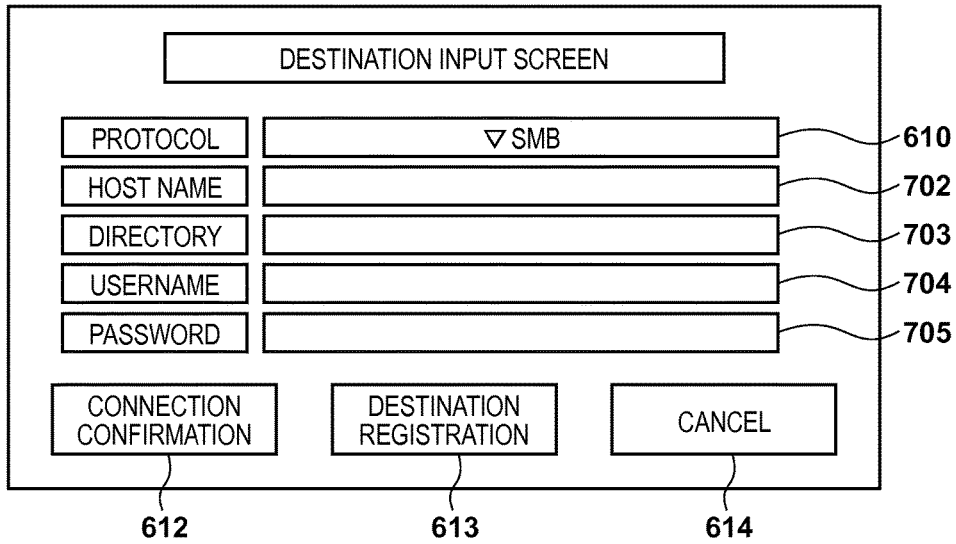 DESTINATION INPUT SCREEN
PROTOCOL ▽ SMB 610
HOST NAME 702
DIRECTORY 703
USERNAME 704
PASSWORD 705
CONNECTION
CONFIRMATION
DESTINATION
REGISTRATION
CANCEL
612 613 614